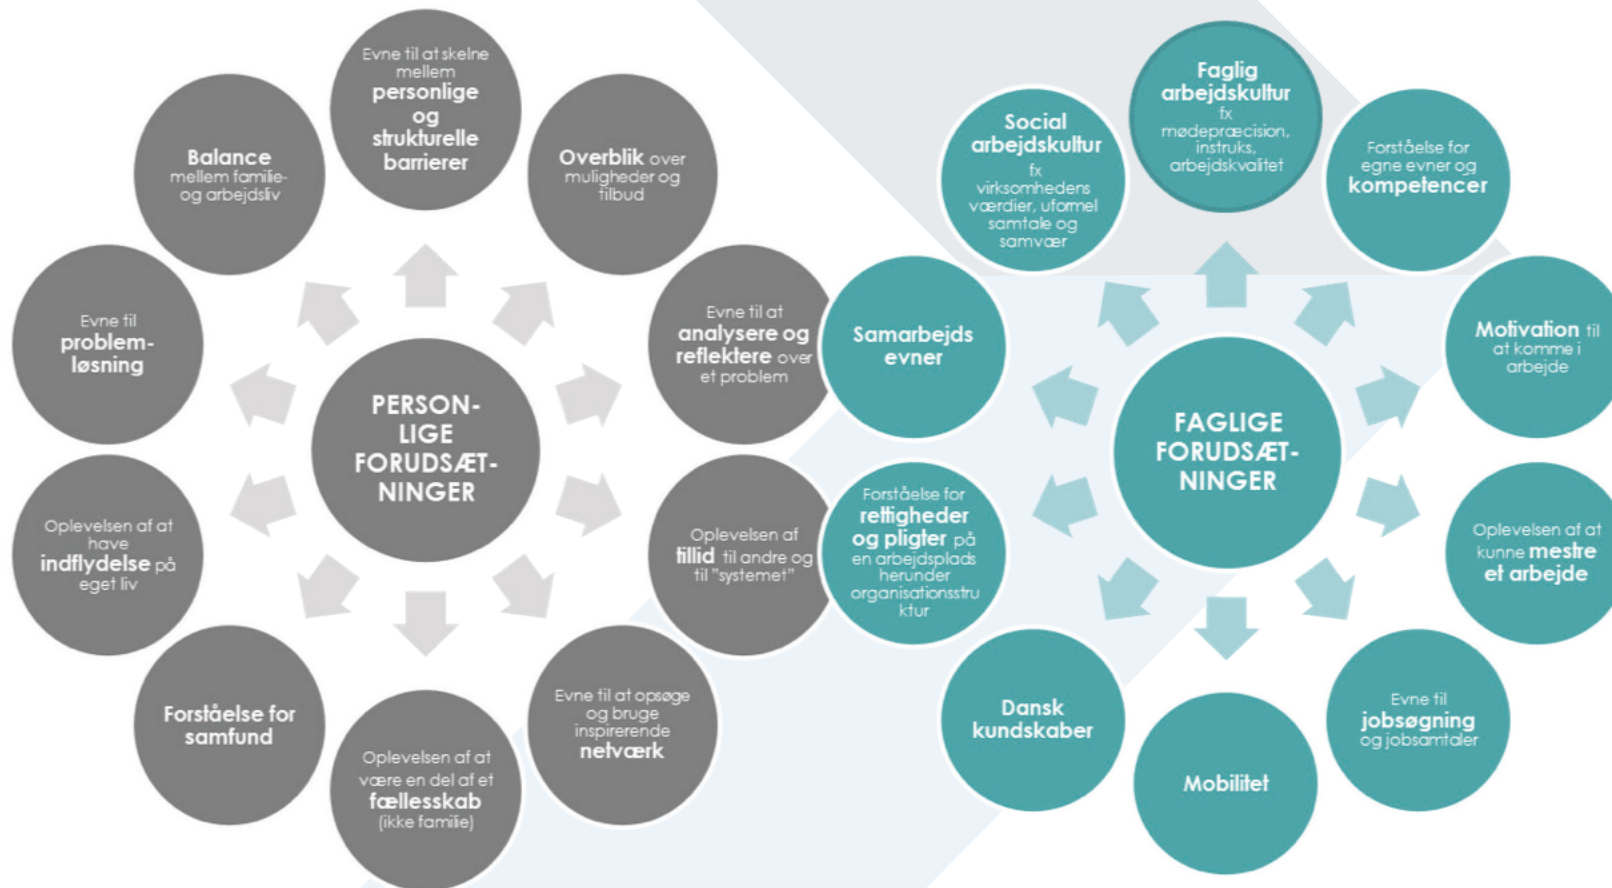 PERSON-
LIGE
FORUDSÆT-
NINGER
Evne til at skelne
mellem
personlige
og
strukturelle
barrierer
Overblik over
muligheder og
tilbud
Evne til at
analysere og
reflektere over
et problem
Oplevelsen af
tillid til andre og
til "systemet"
Evne til at opsøge
og bruge
inspirerende
netværk
Oplevelsen af at
være en del af et
fællesskab
(ikke familie)
Forståelse for
samfund
Oplevelsen af at
have
indflydelse på
eget liv
Evne til
problem-
løsning
Balance
mellem familie-
og arbejdsliv
FAGLIGE
FORUDSÆT-
NINGER
Faglig
arbejdskultur
fx
mødepræcision,
instruks,
arbejdskvalitet
Forståelse for
egne evner og
kompetencer
Motivation til
at komme i
arbejde
Oplevelsen af at
kunne mestre
et arbejde
Evne til
jobsøgning
og jobsamtaler
Mobilitet
Dansk
kundskaber
Forståelse for
rettigheder
og pligter på
en arbejdsplads
herunder
organisationsstru
ktur
Samarbejds
evner
Social
arbejdskultur
fx
virksomhedens
værdier, uformel
samtale og
samvær